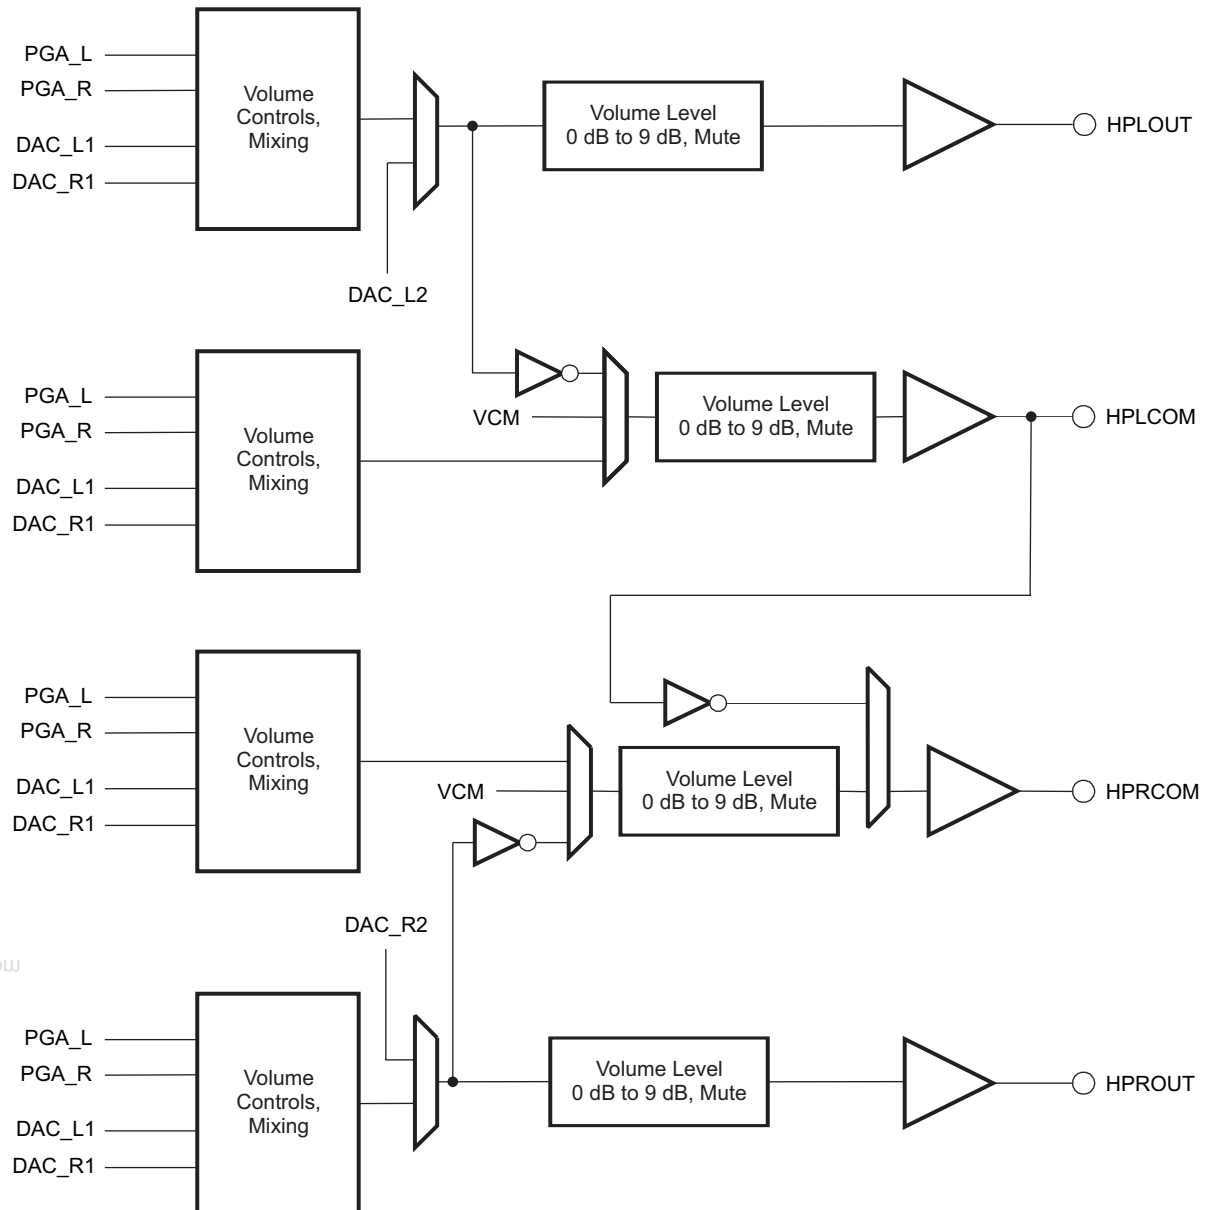 PGA_L
PGA_R
DAC_L1
DAC_R1
Volume
Controls,
Mixing
DAC_L2
Volume Level
0 dB to 9 dB, Mute
HPLOUT
PGA_L
PGA_R
DAC_L1
DAC_R1
Volume
Controls,
Mixing
VCM
Volume Level
0 dB to 9 dB, Mute
HPLCOM
PGA_L
PGA_R
DAC_L1
DAC_R1
Volume
Controls,
Mixing
VCM
Volume Level
0 dB to 9 dB, Mute
HPRCOM
DAC_R2
PGA_L
PGA_R
DAC_L1
DAC_R1
Volume
Controls,
Mixing
Volume Level
0 dB to 9 dB, Mute
HPROUT